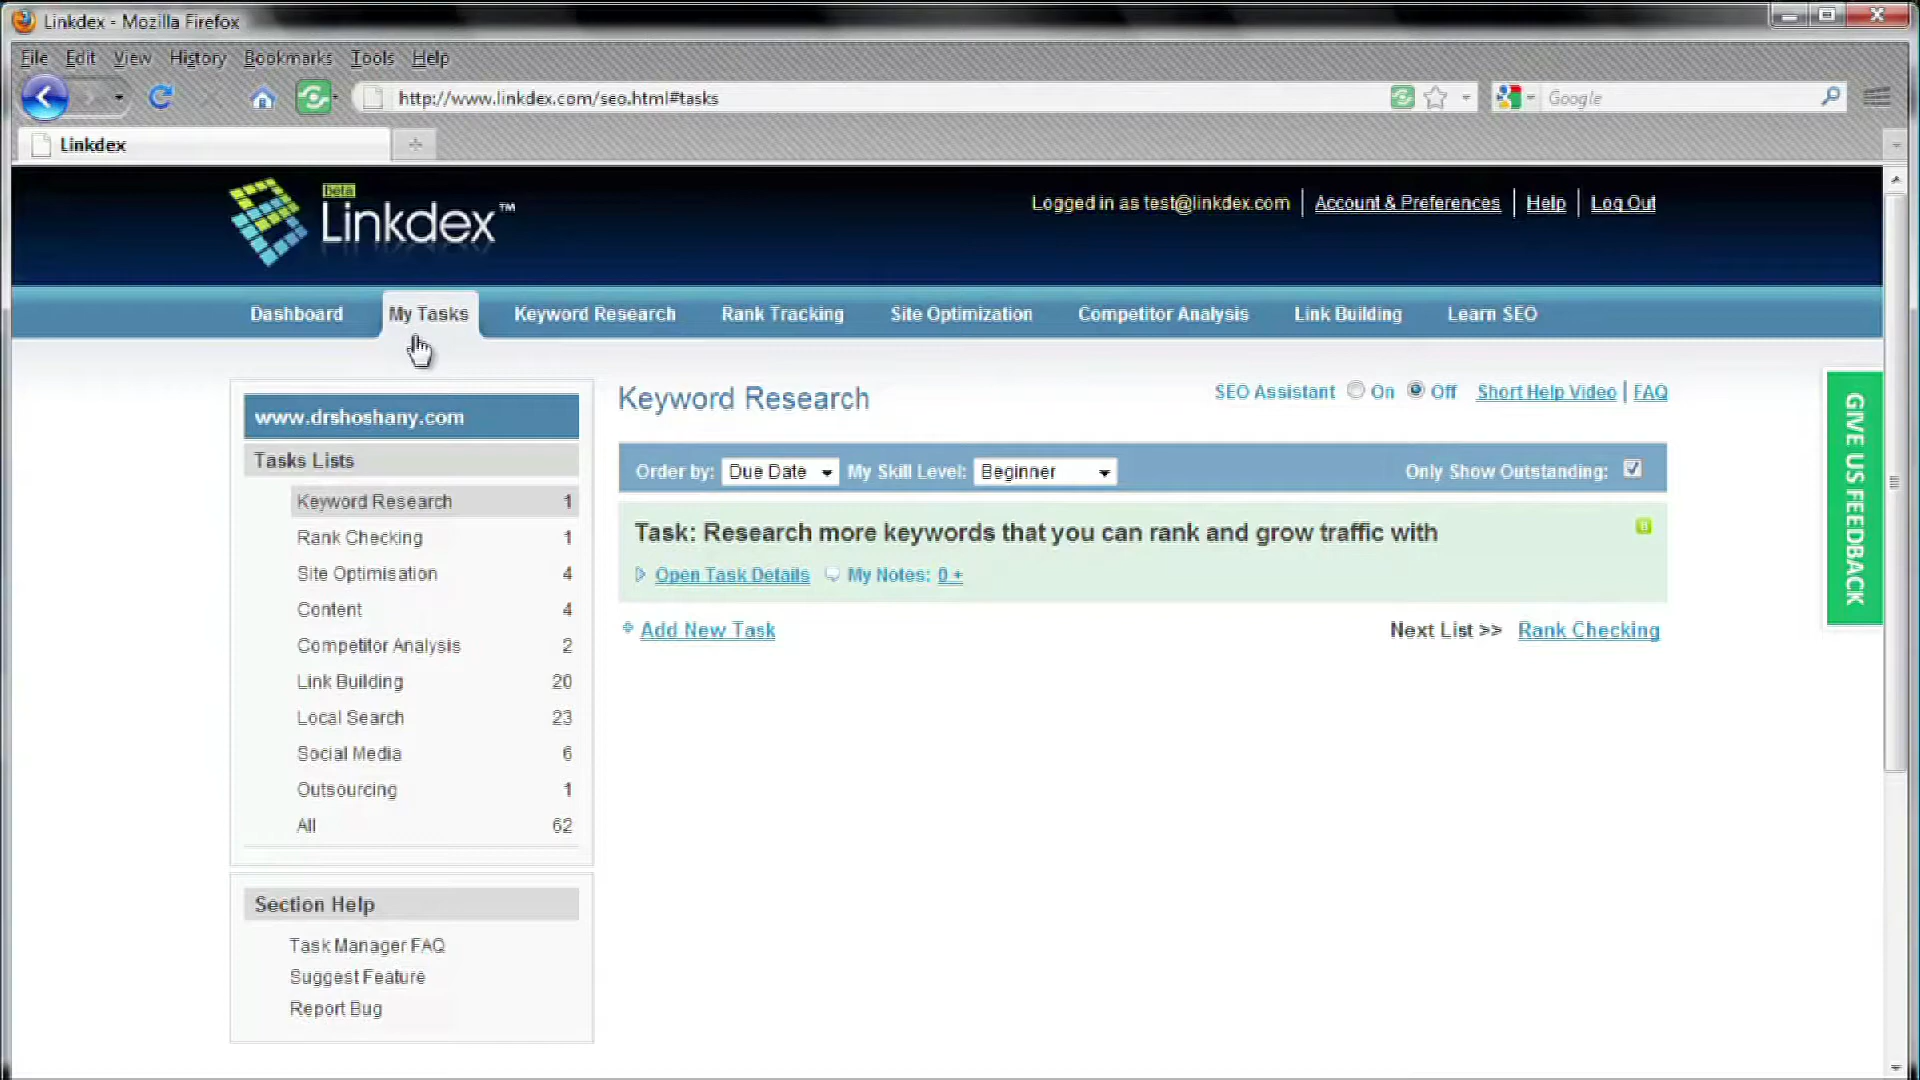 Linkdex - Mozilla Firefox
File Edit View History Bookmarks Tools Help
http://www.linkdex.com/seo.html#tasks
Google
Linkdex
beta
Linkdex™
Logged in as test@linkdex.com Account & Preferences Help Log Out
Dashboard My Tasks Keyword Research Rank Tracking Site Optimization Competitor Analysis Link Building Learn SEO
www.drshoshany.com
Tasks Lists
Keyword Research 1
Rank Checking 1
Site Optimisation 4
Content 4
Competitor Analysis 2
Link Building 20
Local Search 23
Social Media 6
Outsourcing 1
All 62
Section Help
Task Manager FAQ
Suggest Feature
Report Bug
Keyword Research
SEO Assistant On Off Short Help Video | FAQ
Order by: Due Date My Skill Level: Beginner Only Show Outstanding:
Task: Research more keywords that you can rank and grow traffic with
Open Task Details My Notes: 0 +
Add New Task
Next List >> Rank Checking
GIVE US FEEDBACK